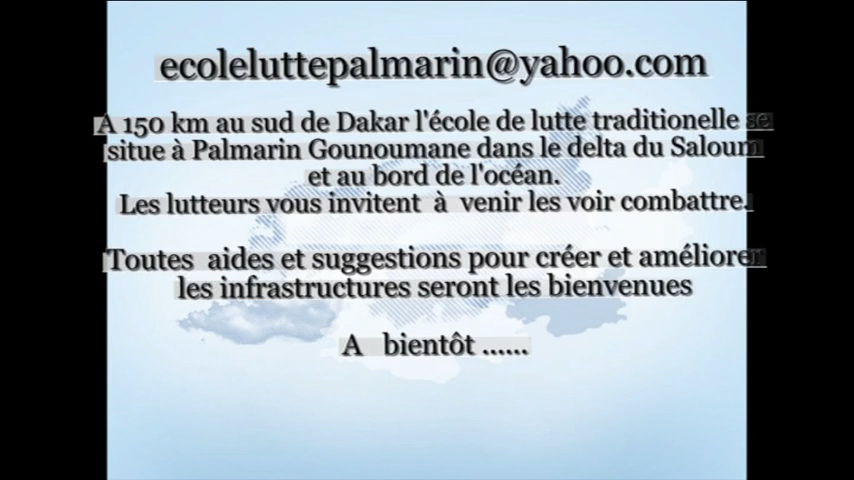 ecoleluttepalmarin@yahoo.com
A 150 km au sud de Dakar l'école de lutte traditionelle se
situe à Palmarin Gounoumane dans le delta du Saloum
et au bord de l'océan.
Les lutteurs vous invitent à venir les voir combattre.
Toutes aides et suggestions pour créer et améliorer
les infrastructures seront les bienvenues
A bientôt ......